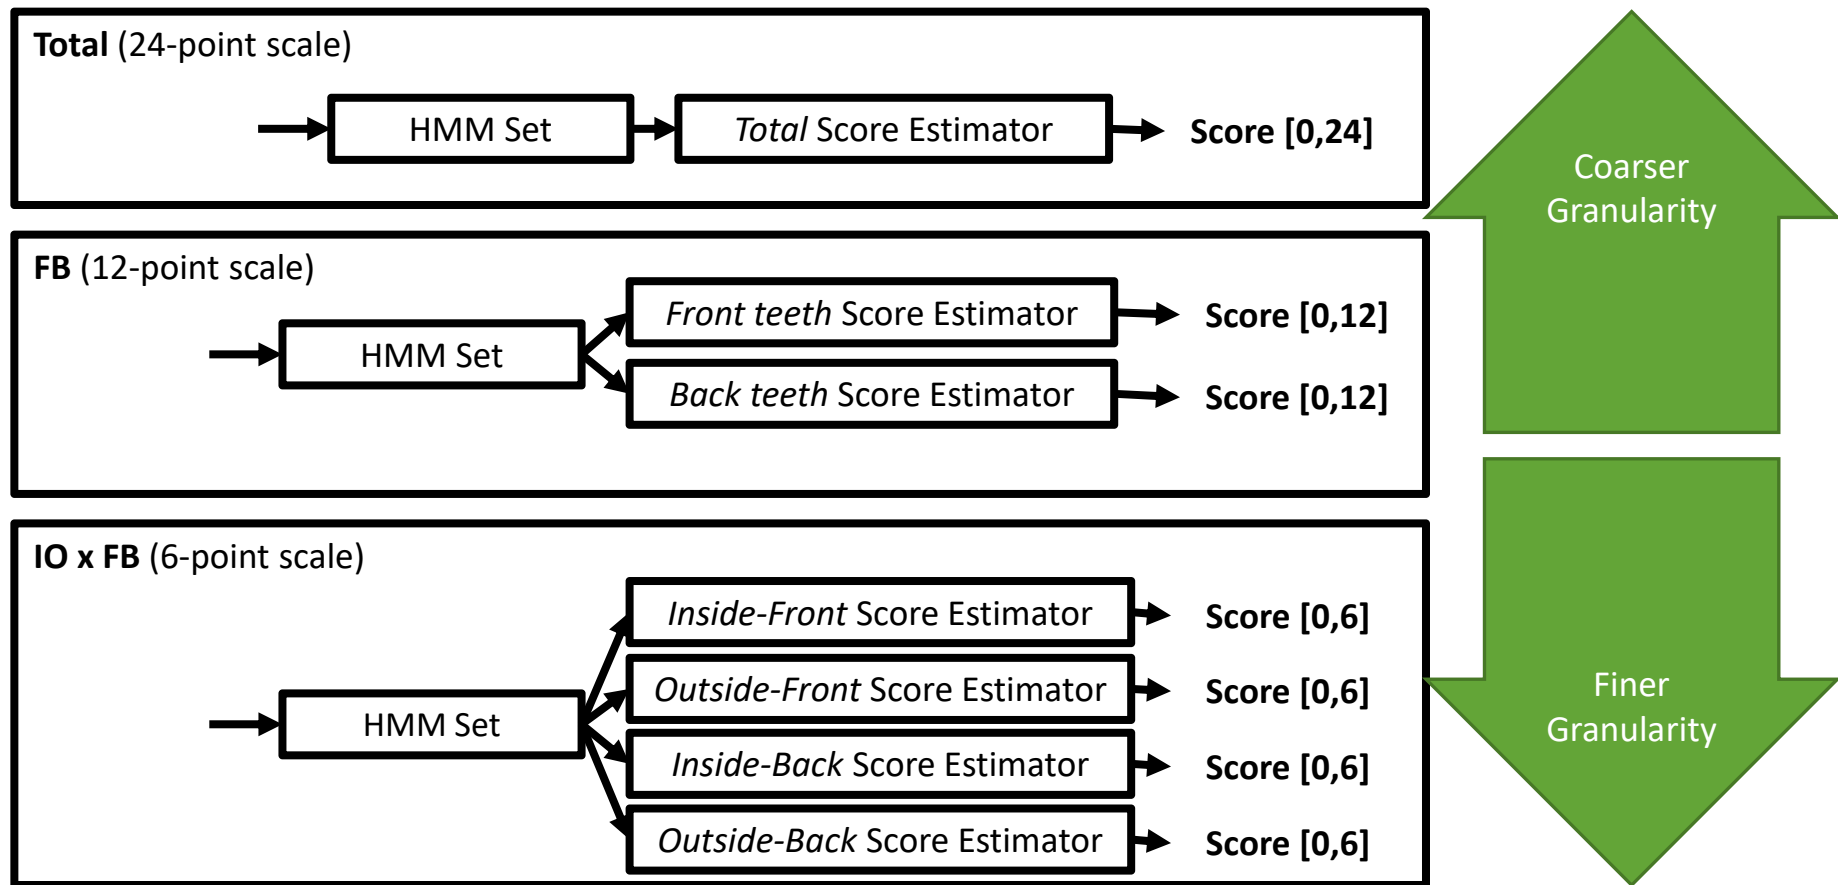 Total (24-point scale)
HMM Set
Total Score Estimator
Score [0,24]
FB (12-point scale)
HMM Set
Front teeth Score Estimator
Score [0,12]
Back teeth Score Estimator
Score [0,12]
IO x FB (6-point scale)
HMM Set
Inside-Front Score Estimator
Score [0,6]
Outside-Front Score Estimator
Score [0,6]
Inside-Back Score Estimator
Score [0,6]
Outside-Back Score Estimator
Score [0,6]
Coarser
Granularity
Finer
Granularity